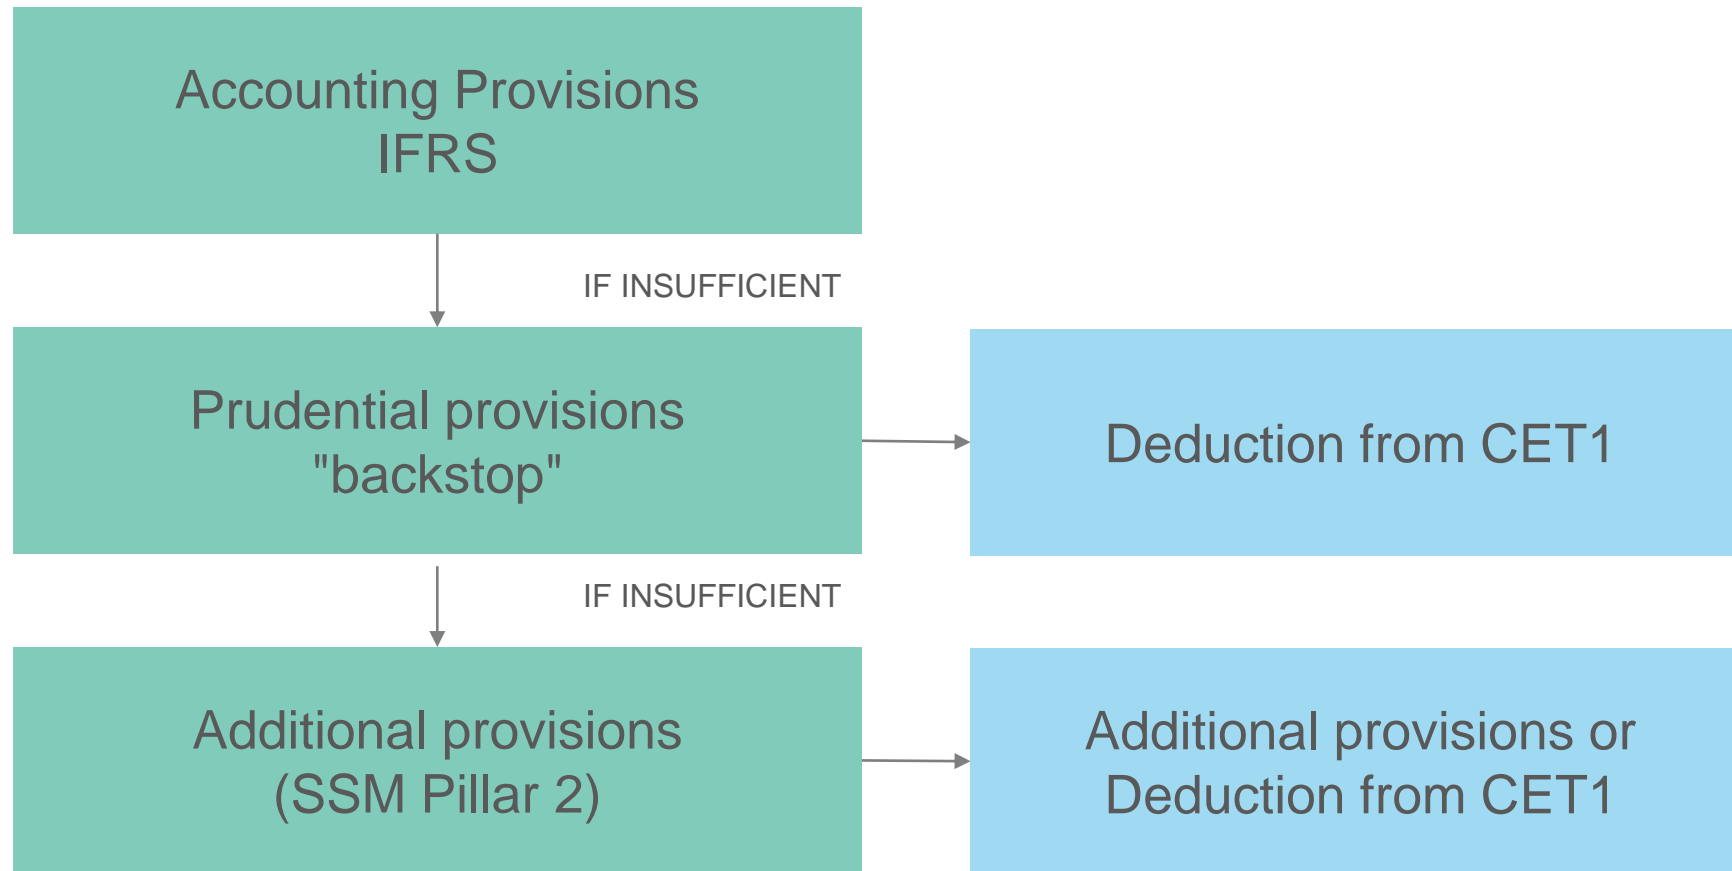 Accounting Provisions
IFRS
IF INSUFFICIENT
Prudential provisions
"backstop"
Deduction from CET1
IF INSUFFICIENT
Additional provisions
(SSM Pillar 2)
Additional provisions or
Deduction from CET1